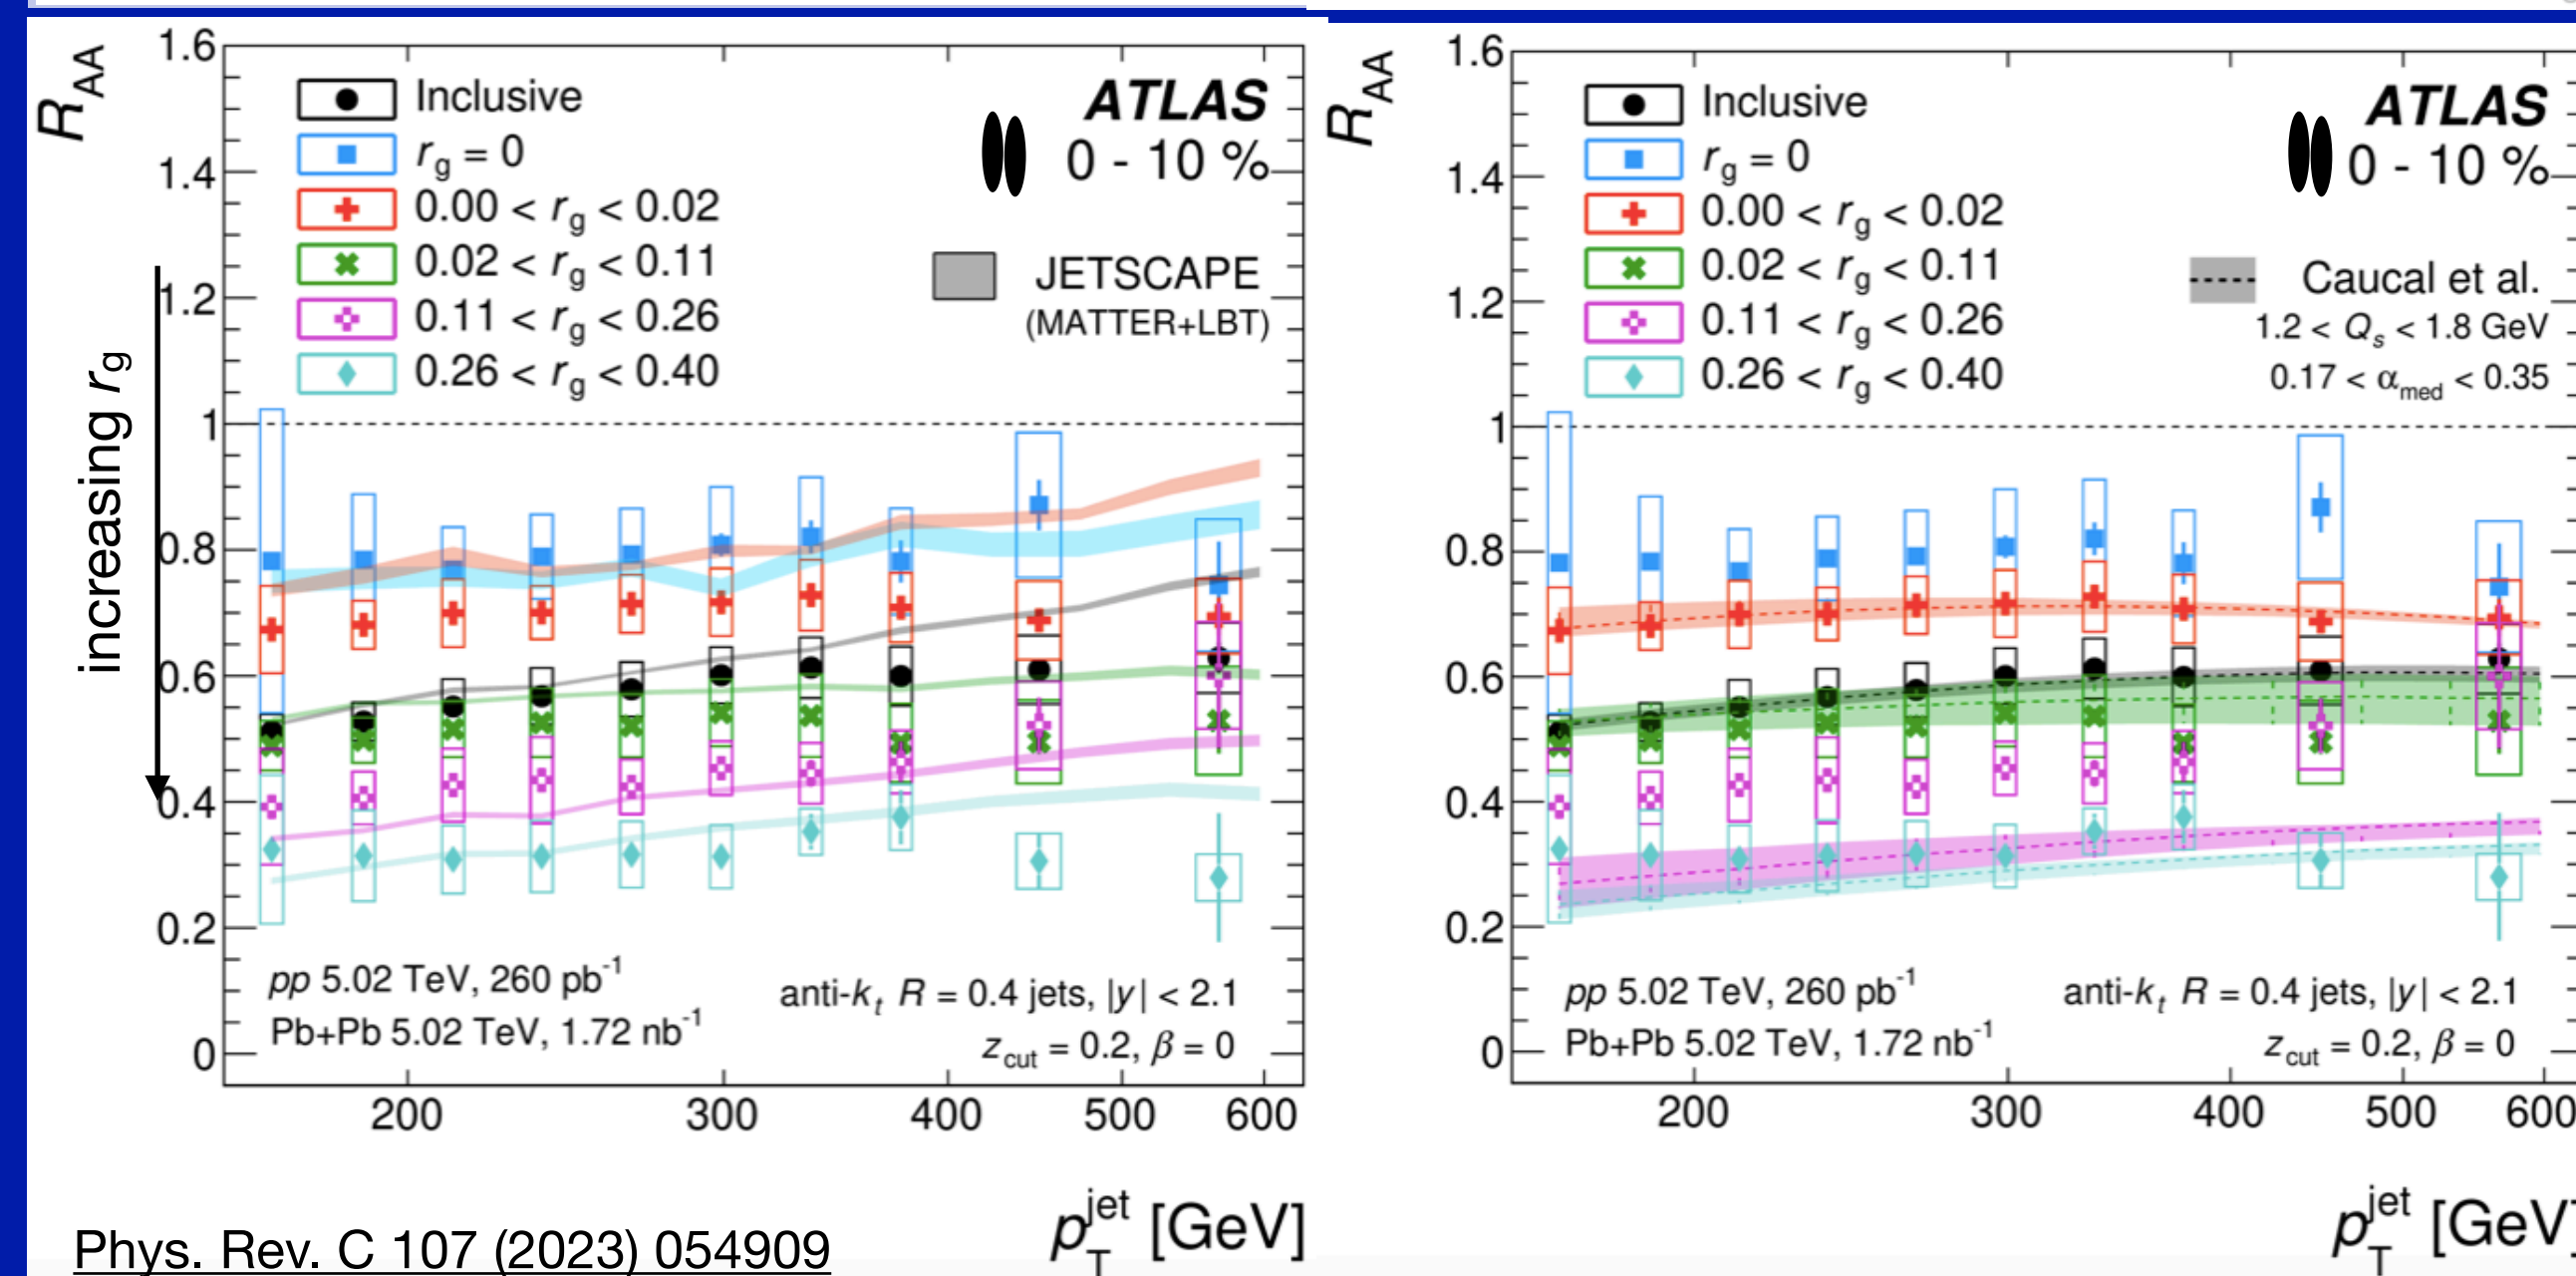 R_AA
1.6
1.4
1.2
1
0.8
0.6
0.4
0.2
0
increasing r_g
Inclusive
r_g = 0
0.00 < r_g < 0.02
0.02 < r_g < 0.11
0.11 < r_g < 0.26
0.26 < r_g < 0.40
ATLAS
0 - 10 %
JETSCAPE
(MATTER+LBT)
pp 5.02 TeV, 260 pb^-1
Pb+Pb 5.02 TeV, 1.72 nb^-1
anti-k_t R = 0.4 jets, |y| < 2.1
z_cut = 0.2, β = 0
200 300 400 500 600
p_T^jet [GeV]
R_AA
1.6
1.4
1.2
1
0.8
0.6
0.4
0.2
0
Inclusive
r_g = 0
0.00 < r_g < 0.02
0.02 < r_g < 0.11
0.11 < r_g < 0.26
0.26 < r_g < 0.40
ATLAS
0 - 10 %
Caucal et al.
1.2 < Q_s < 1.8 GeV
0.17 < α_med < 0.35
pp 5.02 TeV, 260 pb^-1
Pb+Pb 5.02 TeV, 1.72 nb^-1
anti-k_t R = 0.4 jets, |y| < 2.1
z_cut = 0.2, β = 0
200 300 400 500 600
p_T^jet [GeV]
Phys. Rev. C 107 (2023) 054909